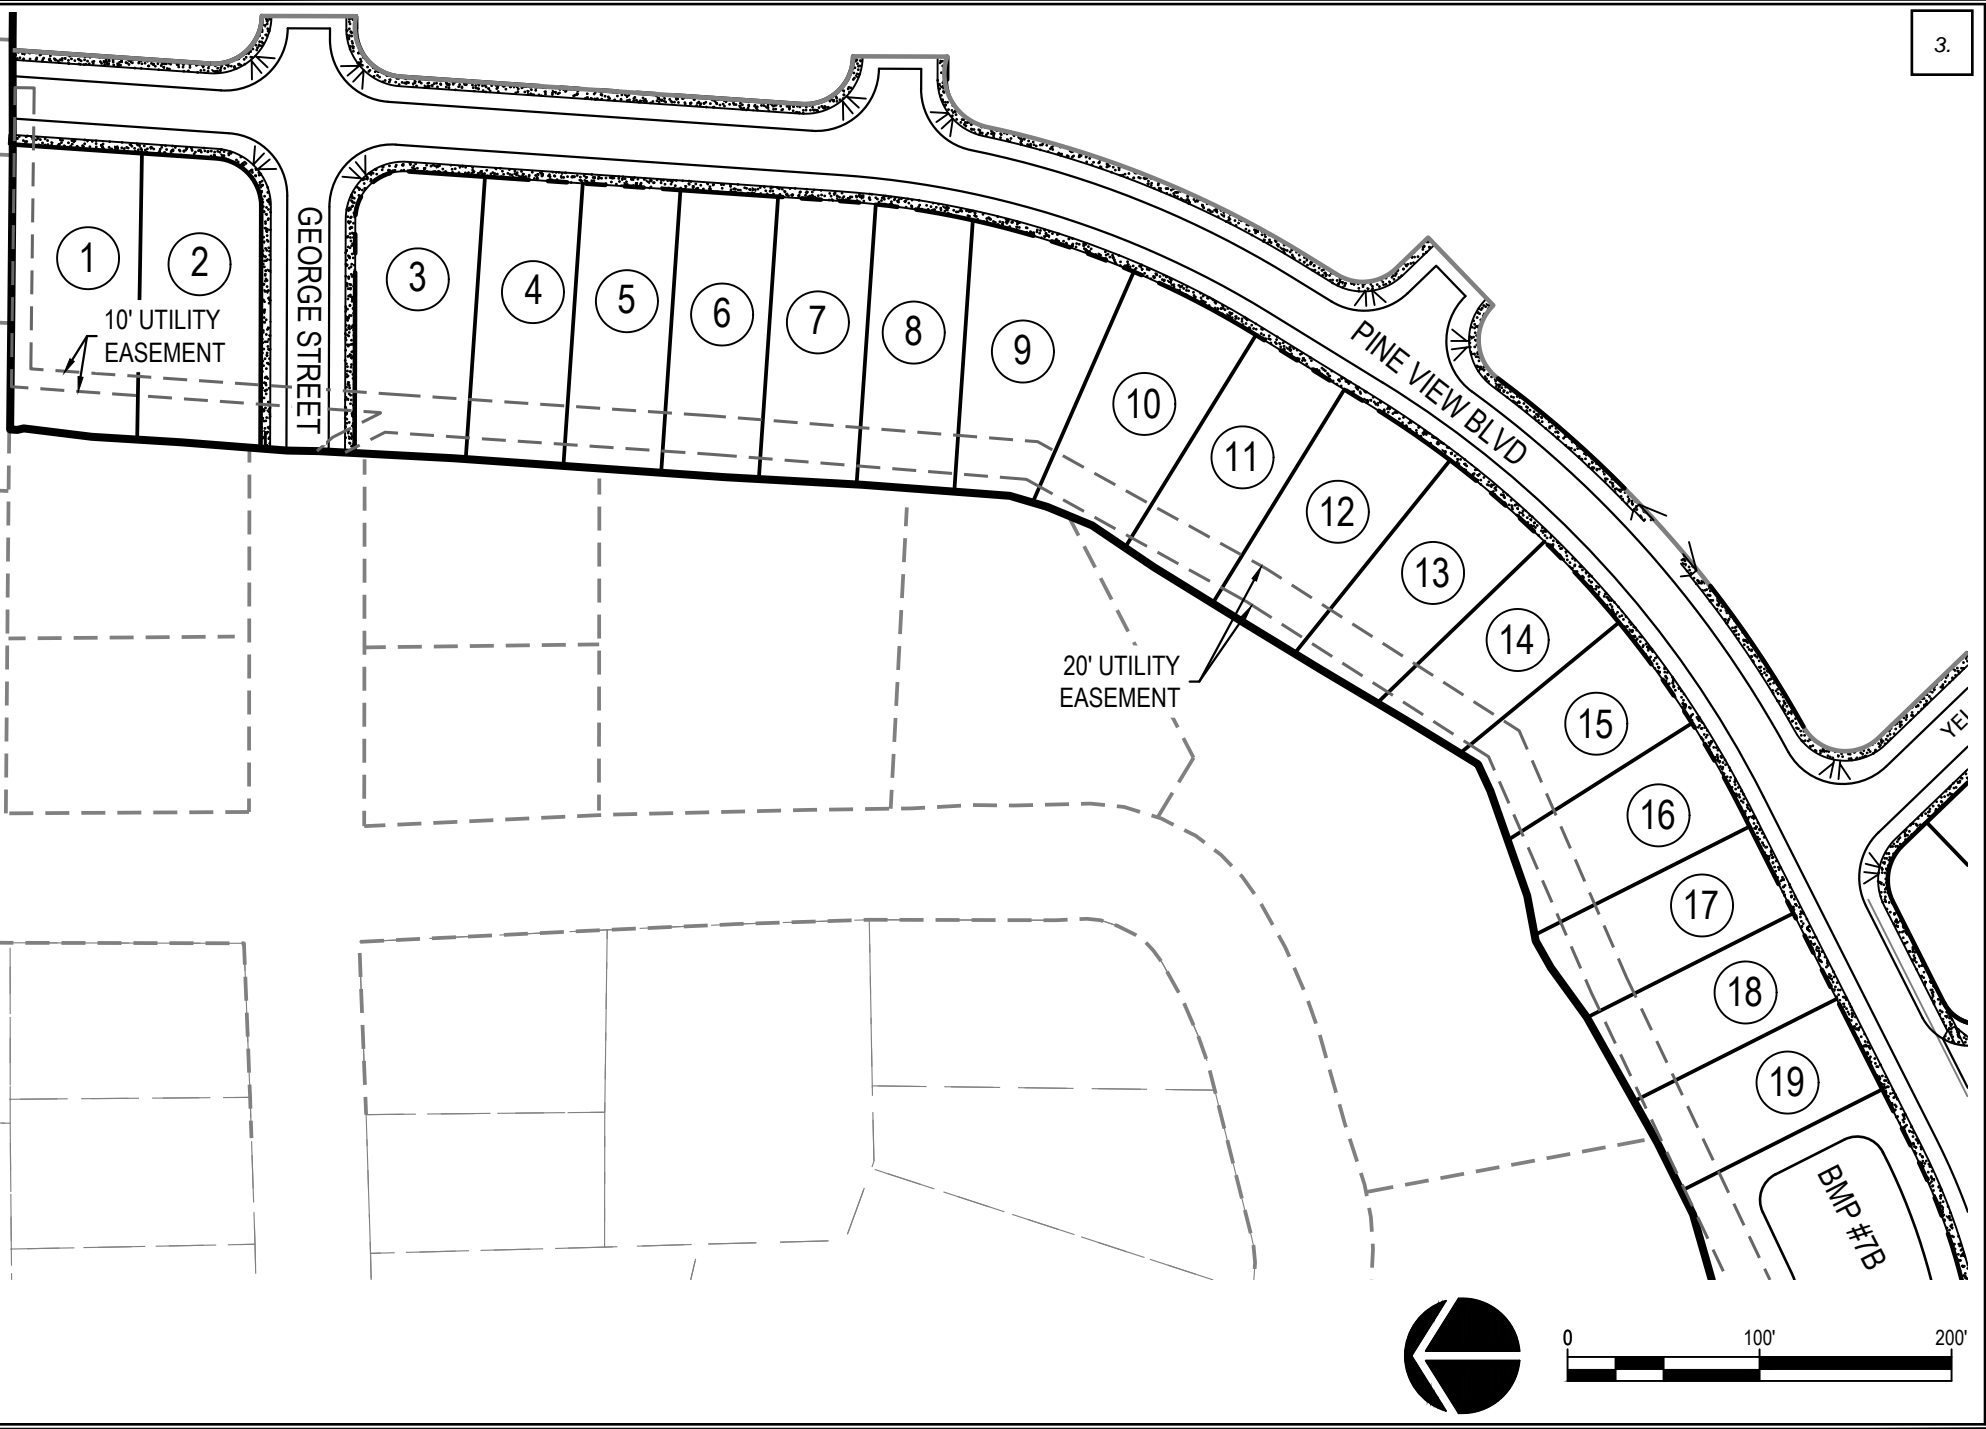 3.
1
2
3
4
5
6
7
8
9
10
11
12
13
14
15
16
17
18
19
10' UTILITY
EASEMENT
GEORGE STREET
PINE VIEW BLVD
20' UTILITY
EASEMENT
YEL
BMP #7B
0 100' 200'